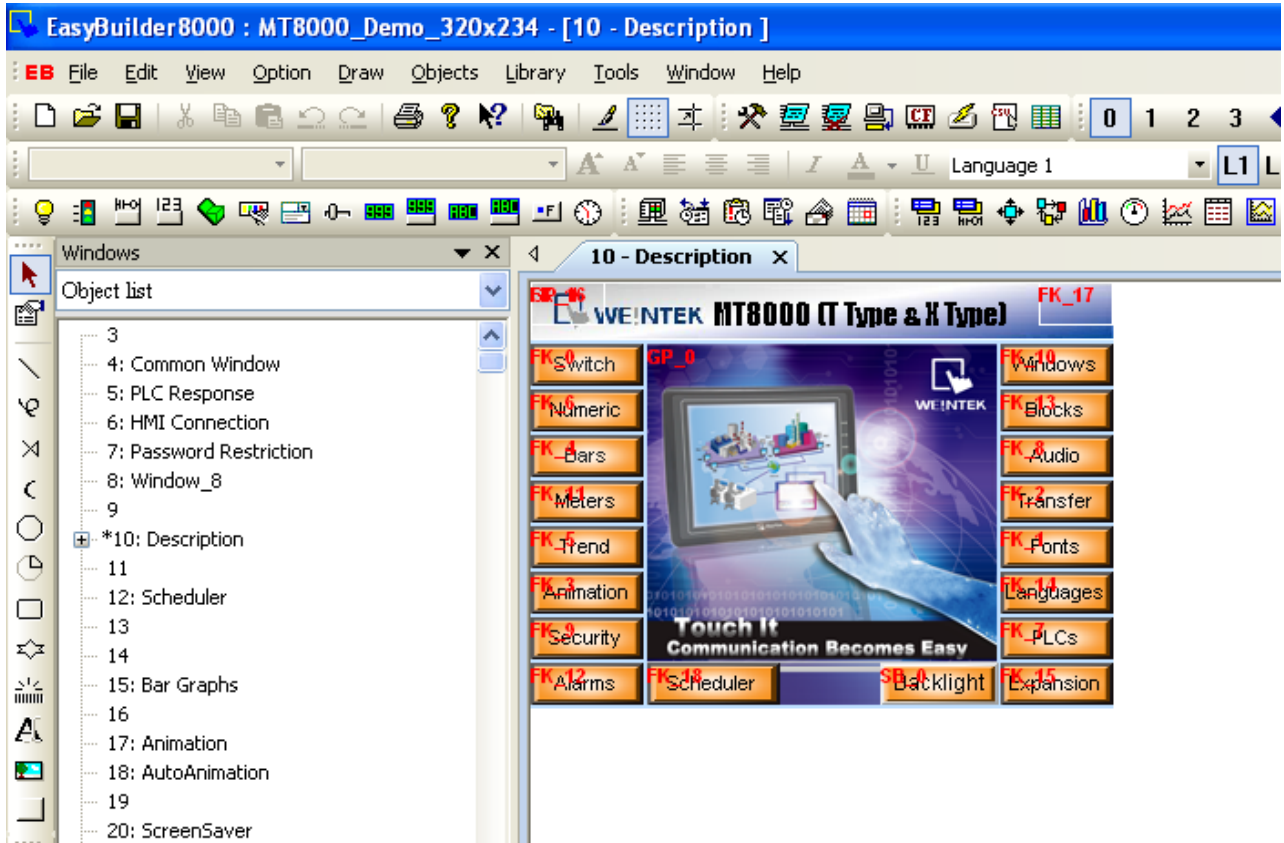 EasyBuilder8000 : MT8000_Demo_320x234 - [10 - Description ]
EB File Edit View Option Draw Objects Library Tools Window Help
0 1 2 3
Language 1 L1 L
Windows
10 - Description
Object list
3
4: Common Window
5: PLC Response
6: HMI Connection
7: Password Restriction
8: Window_8
9
*10: Description
11
12: Scheduler
13
14
15: Bar Graphs
16
17: Animation
18: AutoAnimation
19
20: ScreenSaver
WEINTEK MT8000 (T Type & X Type) FK_17
FK_0 Switch GP_0 FK_10 Windows
WEINTEK
FK_6 Numeric FK_13 Blocks
FK_4 Bars FK_8 Audio
FK_11 Meters FK_2 Transfer
FK_5 Trend FK_1 Fonts
FK_3 Animation FK_14 Languages
FK_9 Security FK_7 PLCs
Touch It
Communication Becomes Easy
FK_12 Alarms FK_18 Scheduler SB_0 Backlight FK_15 Expansion